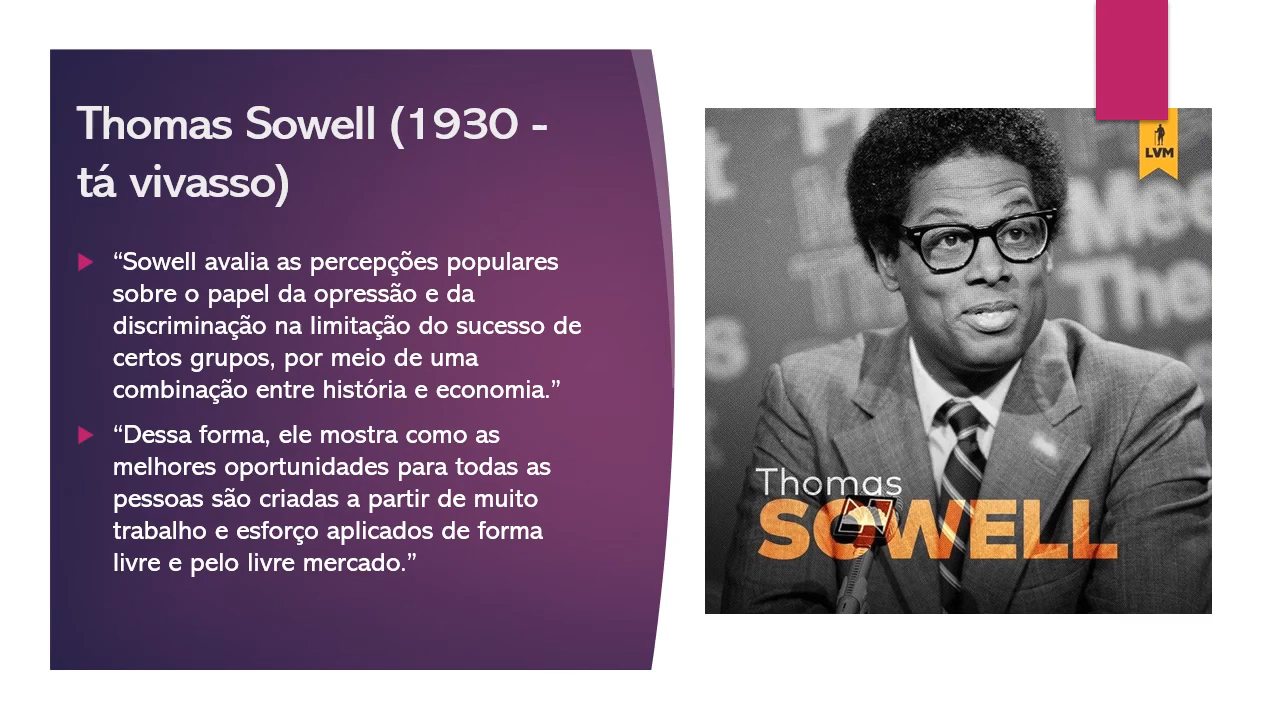 Thomas Sowell (1930 -
tá vivasso)
“Sowell avalia as percepções populares
sobre o papel da opressão e da
discriminação na limitação do sucesso de
certos grupos, por meio de uma
combinação entre história e economia.”
“Dessa forma, ele mostra como as
melhores oportunidades para todas as
pessoas são criadas a partir de muito
trabalho e esforço aplicados de forma
livre e pelo livre mercado.”
LVM
Mee
The
Thomas
SOWELL